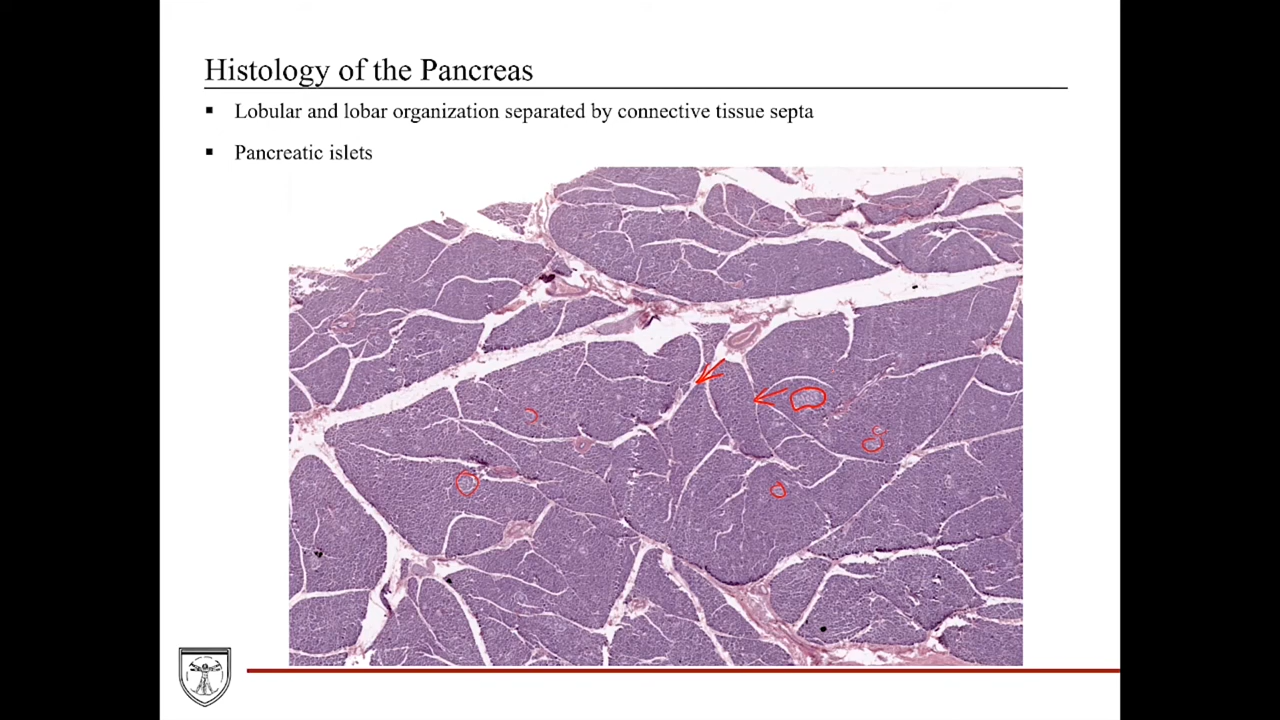 Histology of the Pancreas
Lobular and lobar organization separated by connective tissue septa
Pancreatic islets